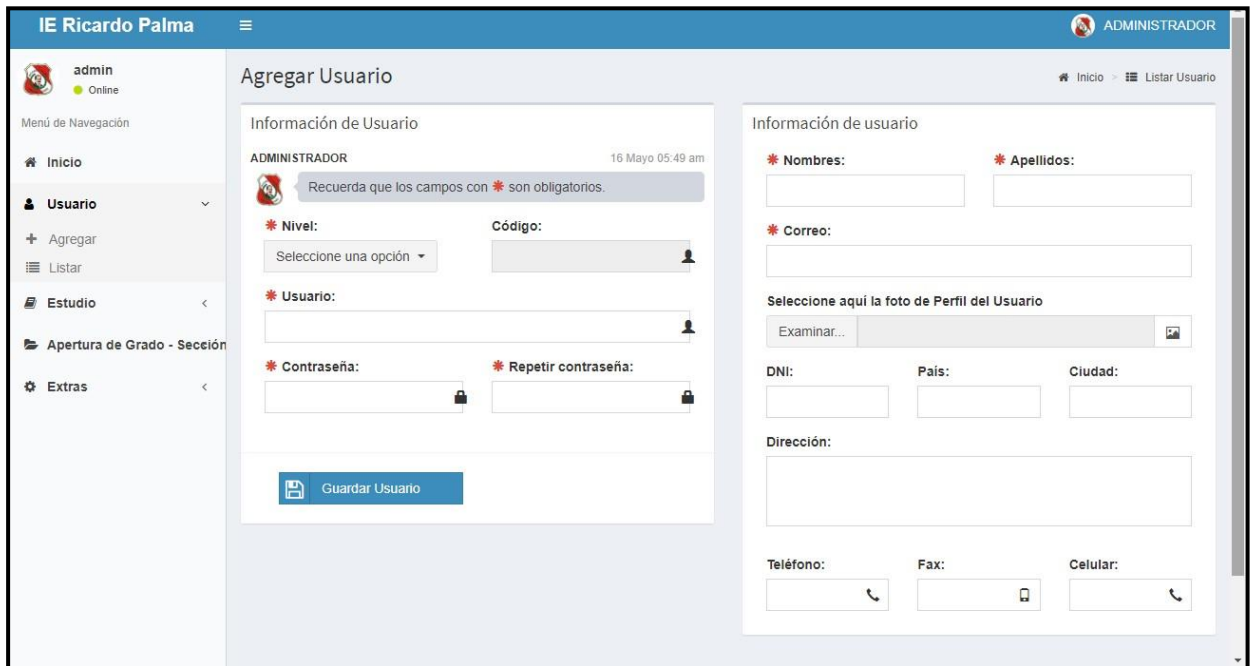 IE Ricardo Palma
ADMINISTRADOR
admin
Online
Menú de Navegación
Inicio
Usuario
Agregar
Listar
Estudio
Apertura de Grado - Sección
Extras
Agregar Usuario
Inicio > Listar Usuario
Información de Usuario
ADMINISTRADOR 16 Mayo 05:49 am
Recuerda que los campos con * son obligatorios.
* Nivel: Código:
Seleccione una opción
* Usuario:
* Contraseña: * Repetir contraseña:
Guardar Usuario
Información de usuario
* Nombres: * Apellidos:
* Correo:
Seleccione aquí la foto de Perfil del Usuario
Examinar...
DNI: País: Ciudad:
Dirección:
Teléfono: Fax: Celular: